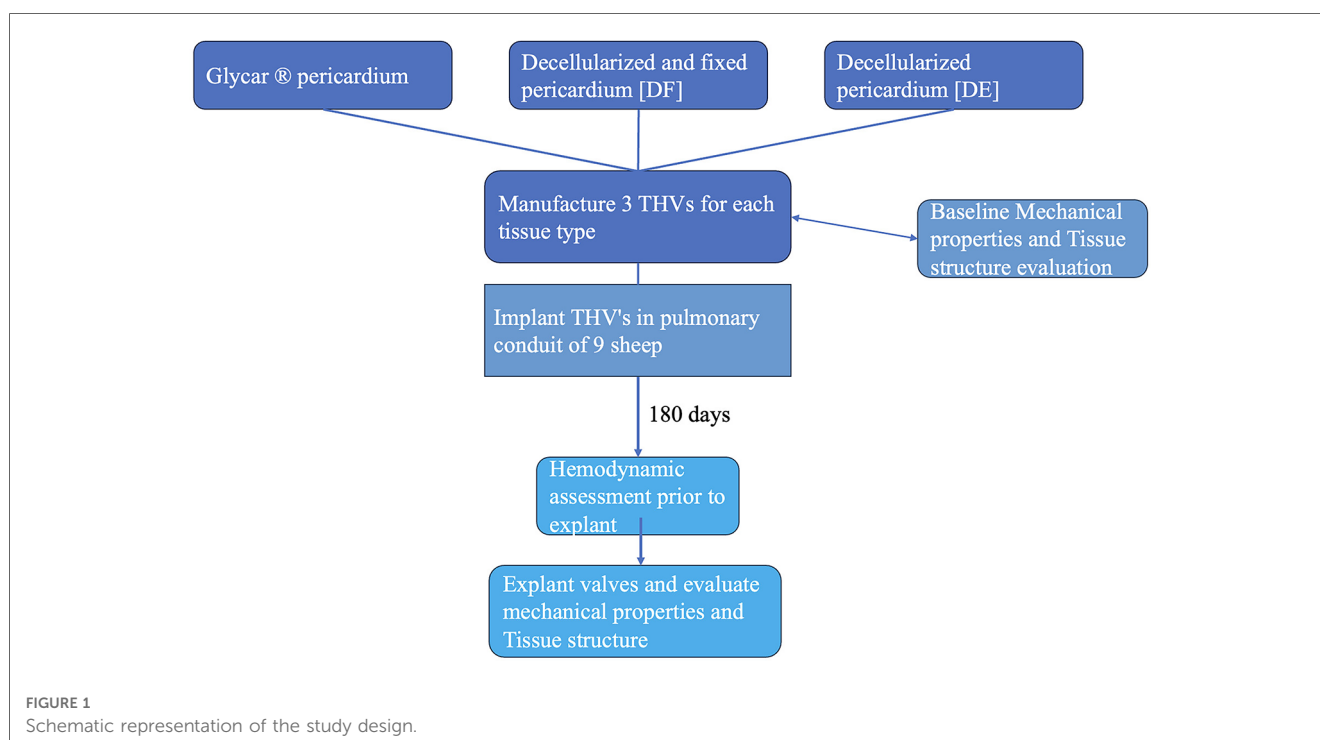 Glycar ® pericardium
Decellularized and fixed
pericardium [DF]
Decellularized
pericardium [DE]
Manufacture 3 THVs for each
tissue type
Baseline Mechanical
properties and Tissue
structure evaluation
Implant THV's in pulmonary
conduit of 9 sheep
180 days
Hemodynamic
assessment prior to
explant
Explant valves and evaluate
mechanical properties and
Tissue structure
FIGURE 1
Schematic representation of the study design.